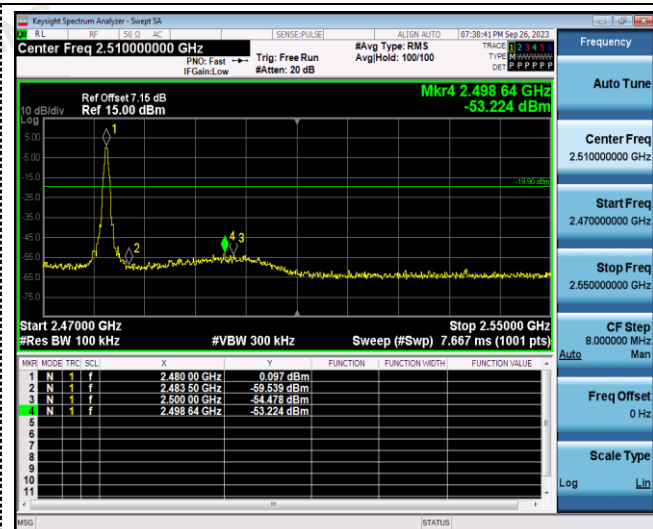 Keysight Spectrum Analyzer - Swept SA
RL RF 50 Ω AC SENSE:PULSE ALIGN AUTO 07:30:41 PM Sep 26, 2023
Center Freq 2.510000000 GHz
PNO: Fast Trig: Free Run
IFGain:Low #Atten: 20 dB
#Avg Type: RMS
Avg|Hold: 100/100
TRACE 1 2 3 4 5 6
TYPE M W W W W W
DET P P P P P P
Ref Offset 7.15 dB
10 dB/div Ref 15.00 dBm
Log
Mkr4 2.498 64 GHz
-53.224 dBm
5.00
-5.00
-15.0
-25.0
-35.0
-45.0
-55.0
-65.0
-75.0
1
2
4
3
-19.90 dBm
Start 2.47000 GHz Stop 2.55000 GHz
#Res BW 100 kHz #VBW 300 kHz Sweep (#Swp) 7.667 ms (1001 pts)
MKR MODE TRC SCL X Y FUNCTION FUNCTION WIDTH FUNCTION VALUE
1 N 1 f 2.480 00 GHz 0.097 dBm
2 N 1 f 2.483 50 GHz -59.539 dBm
3 N 1 f 2.500 00 GHz -54.478 dBm
4 N 1 f 2.498 64 GHz -53.224 dBm
5
6
7
8
9
10
11
MSG STATUS
Frequency
Auto Tune
Center Freq
2.510000000 GHz
Start Freq
2.470000000 GHz
Stop Freq
2.550000000 GHz
CF Step
8.000000 MHz
Auto Man
Freq Offset
0 Hz
Scale Type
Log Lin